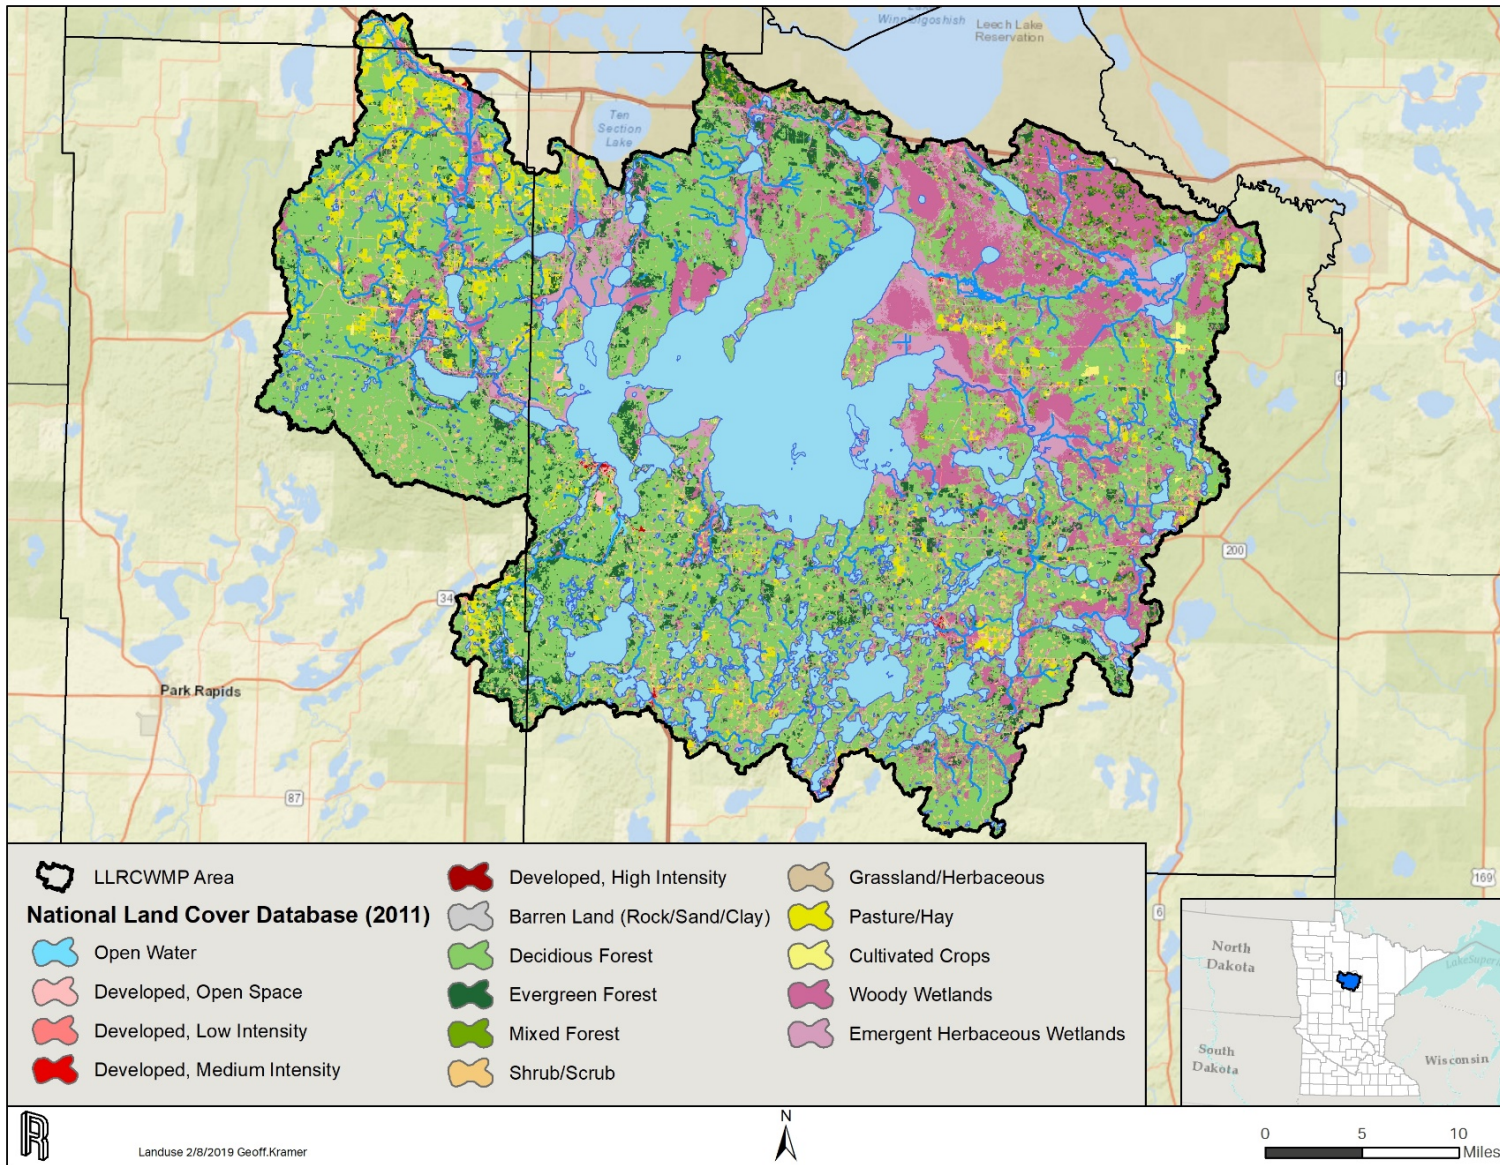 Winnibigoshish
Leech Lake
Reservation
Ten
Section
Lake
6
200
34
Park Rapids
87
169
6
LLRCWMP Area
National Land Cover Database (2011)
Open Water
Developed, Open Space
Developed, Low Intensity
Developed, Medium Intensity
Developed, High Intensity
Barren Land (Rock/Sand/Clay)
Decidious Forest
Evergreen Forest
Mixed Forest
Shrub/Scrub
Grassland/Herbaceous
Pasture/Hay
Cultivated Crops
Woody Wetlands
Emergent Herbaceous Wetlands
North
Dakota
Lake Superior
South
Dakota
Wisconsin
R
Landuse 2/8/2019 Geoff.Kramer
N
0 5 10
Miles